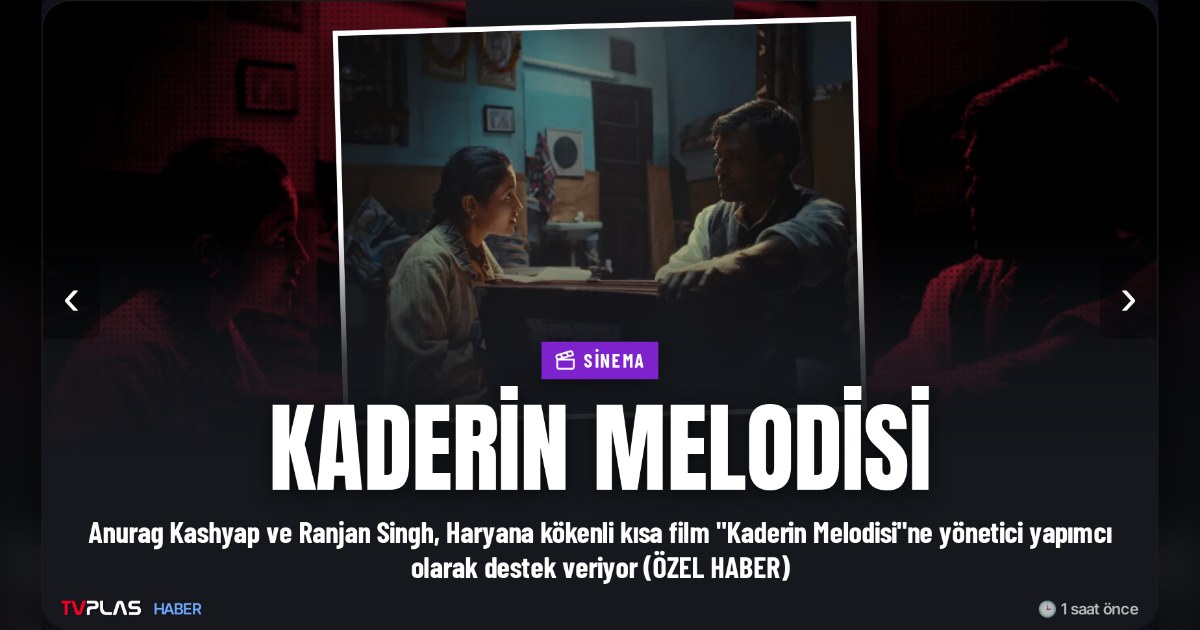 SİNEMA
KADERİN MELODİSİ
Anurag Kashyap ve Ranjan Singh, Haryana kökenli kısa film "Kaderin Melodisi"ne yönetici yapımcı
olarak destek veriyor (ÖZEL HABER)
TVPLAS HABER
1 saat önce